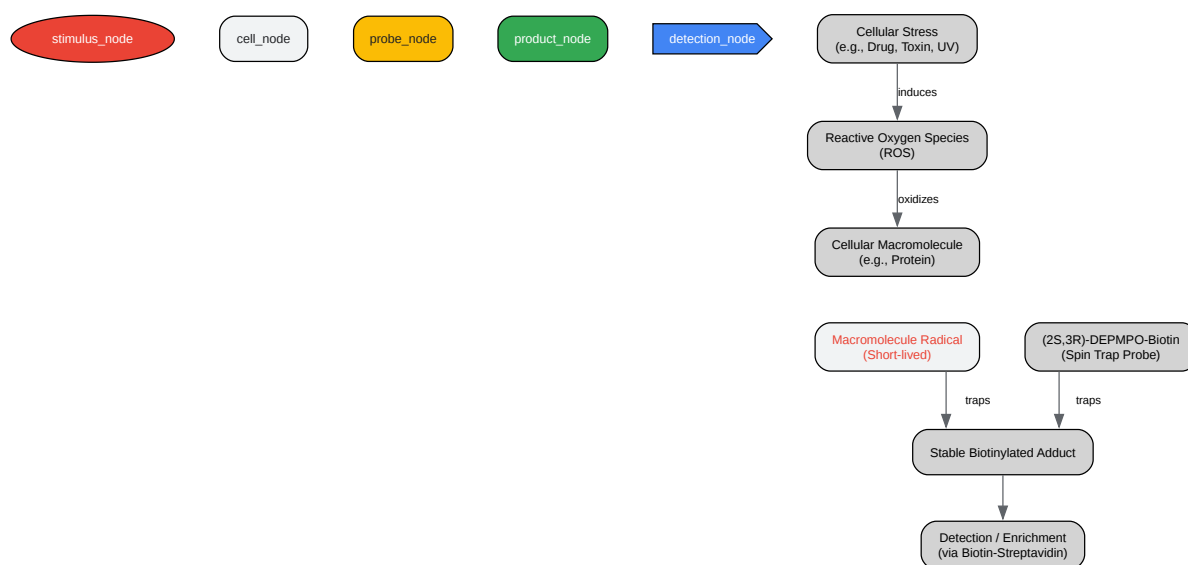 stimulus_node
cell_node
probe_node
product_node
detection_node
Cellular Stress
(e.g., Drug, Toxin, UV)
induces
Reactive Oxygen Species
(ROS)
oxidizes
Cellular Macromolecule
(e.g., Protein)
Macromolecule Radical
(Short-lived)
(2S,3R)-DEPMPO-Biotin
(Spin Trap Probe)
traps
traps
Stable Biotinylated Adduct
Detection / Enrichment
(via Biotin-Streptavidin)